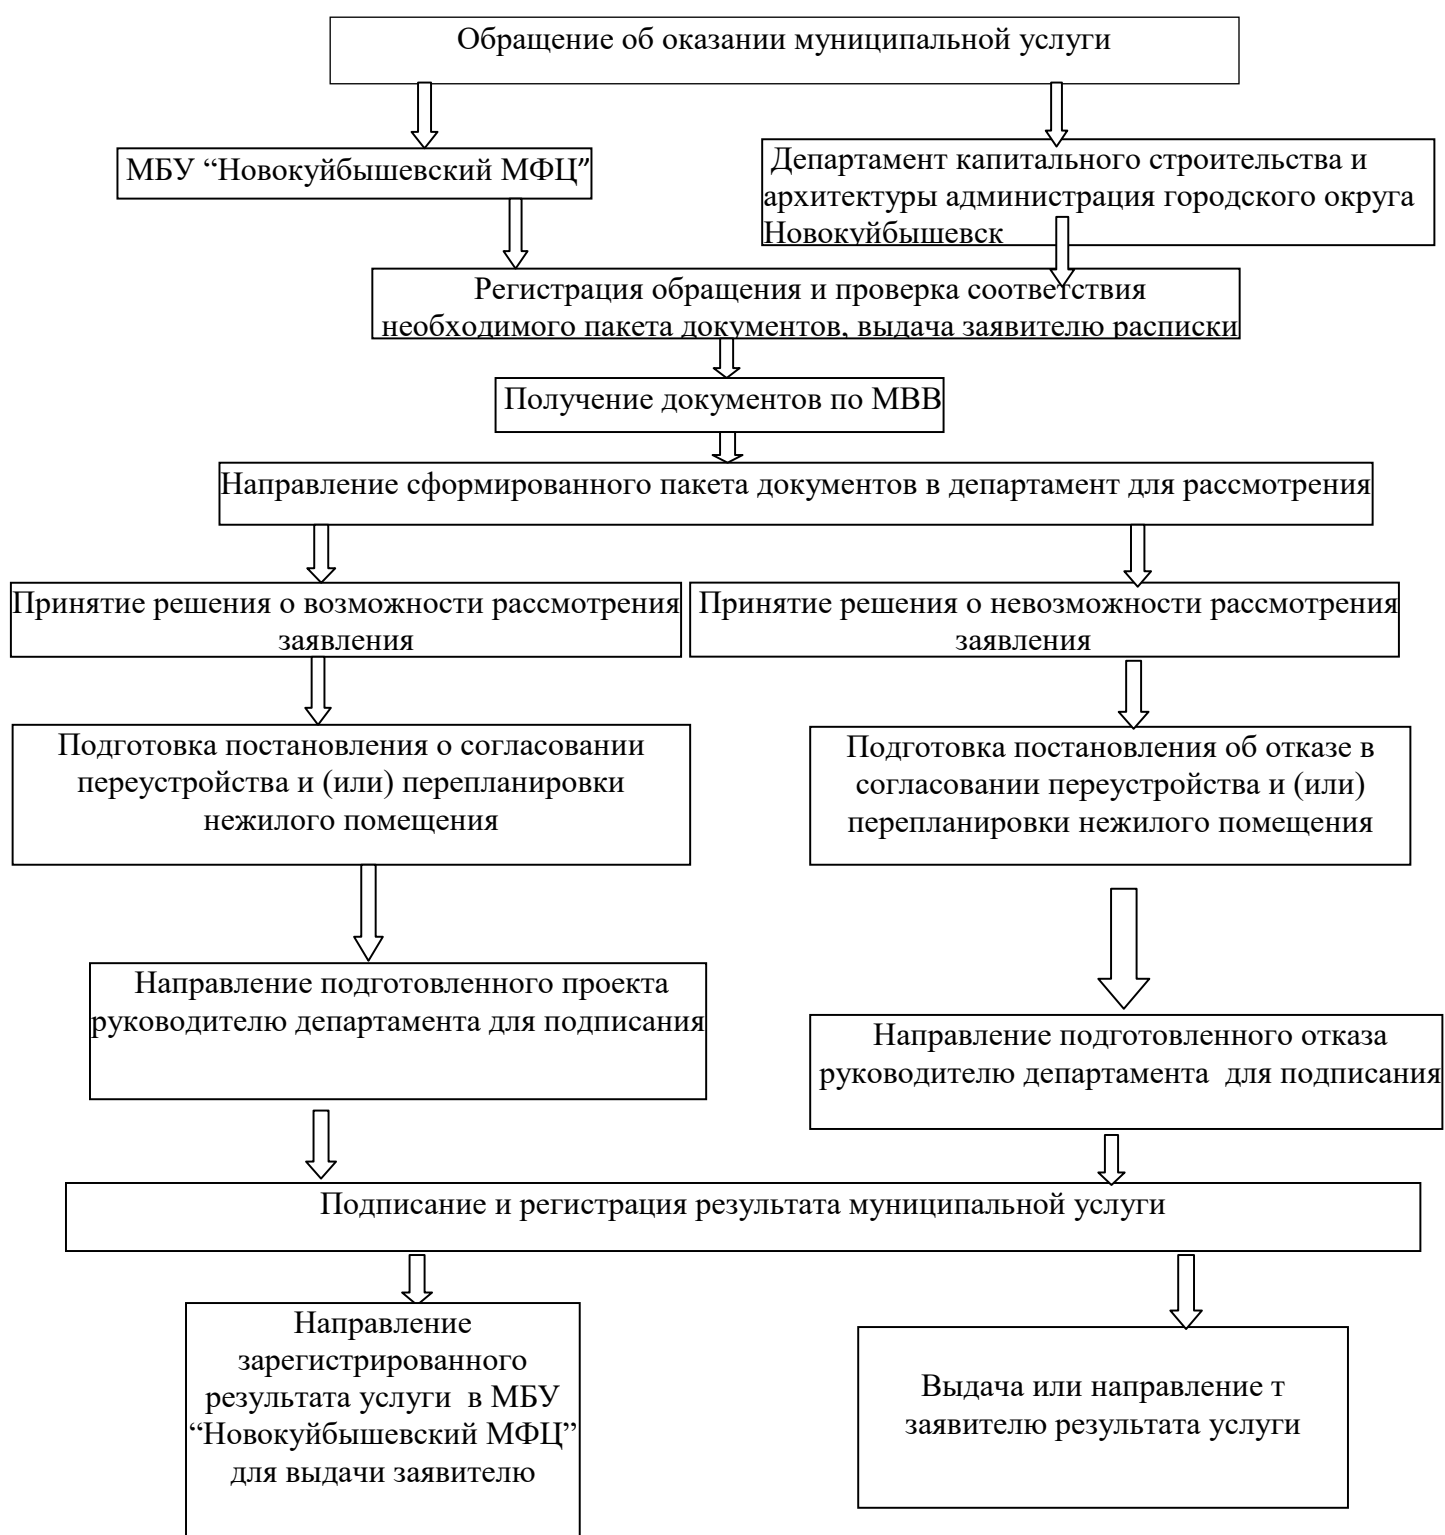 Обращение об оказании муниципальной услуги
МБУ “Новокуйбышевский МФЦ”
Департамент капитального строительства и
архитектуры администрация городского округа
Новокуйбышевск
Регистрация обращения и проверка соответствия
необходимого пакета документов, выдача заявителю расписки
Получение документов по МВВ
Направление сформированного пакета документов в департамент для рассмотрения
Принятие решения о возможности рассмотрения
заявления
Принятие решения о невозможности рассмотрения
заявления
Подготовка постановления о согласовании
переустройства и (или) перепланировки
нежилого помещения
Подготовка постановления об отказе в
согласовании переустройства и (или)
перепланировки нежилого помещения
Направление подготовленного проекта
руководителю департамента для подписания
Направление подготовленного отказа
руководителю департамента  для подписания
Подписание и регистрация результата муниципальной услуги
Направление
зарегистрированного
результата услуги  в МБУ
“Новокуйбышевский МФЦ”
для выдачи заявителю
Выдача или направление т
заявителю результата услуги